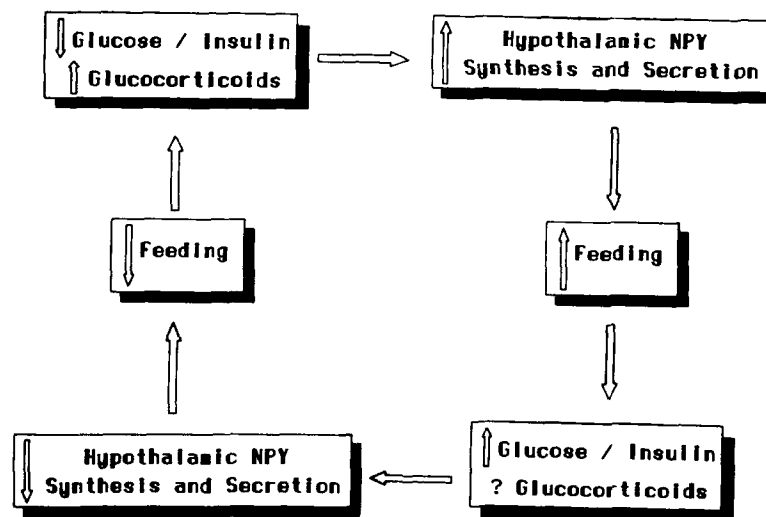 Glucose / Insulin
Glucocorticoids
Hypothalamic NPY
Synthesis and Secretion
Feeding
Feeding
Hypothalamic NPY
Synthesis and Secretion
Glucose / Insulin
? Glucocorticoids